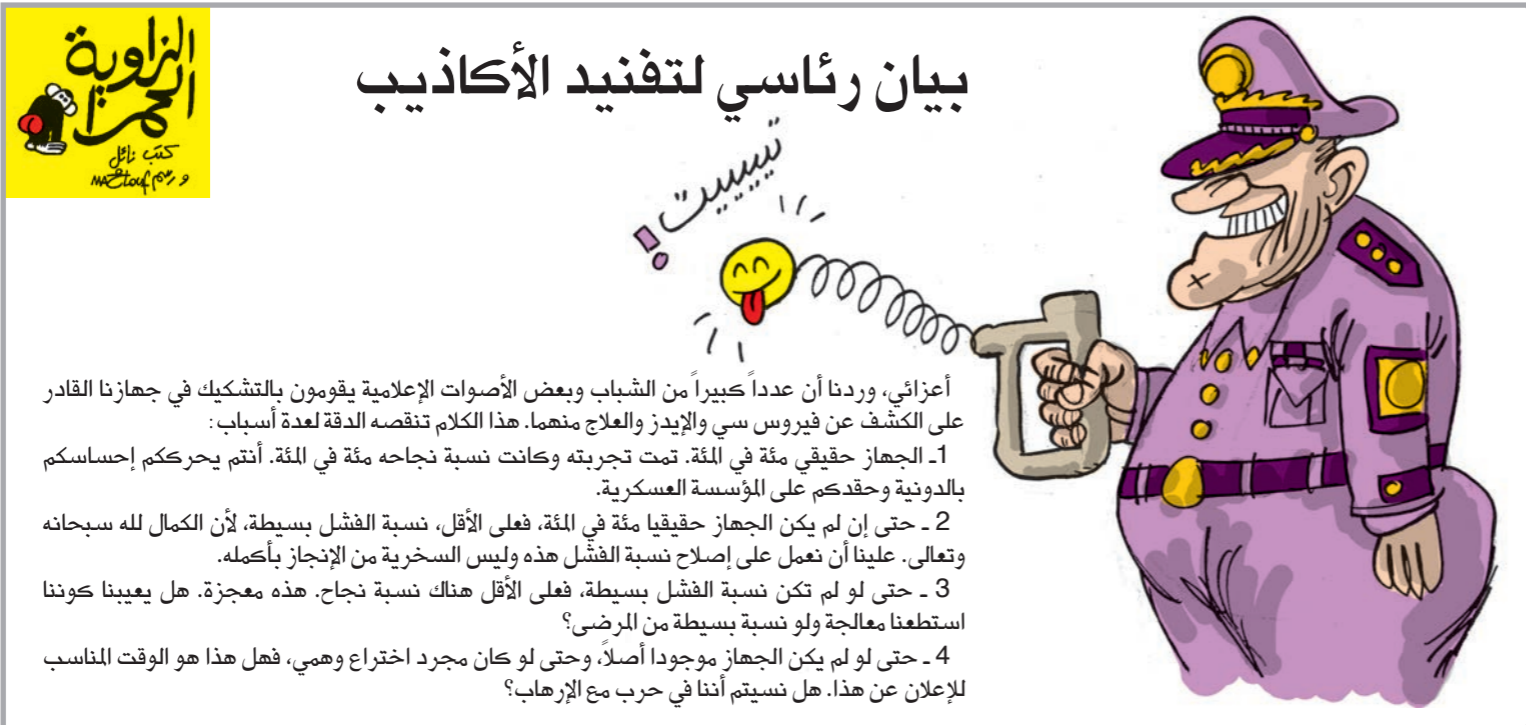 الزاوية
الحمرا
كتب نائل
و رسم MAZLOUF
بيان رئاسي لتفنيد الأكاذيب
تيييييت!
أعزائي، وردنا أن عدداً كبيراً من الشباب وبعض الأصوات الإعلامية يقومون بالتشكيك في جهازنا القادر
على الكشف عن فيروس سي والإيدز والعلاج منهما. هذا الكلام تنقصه الدقة لعدة أسباب:
1ـ الجهاز حقيقي مئة في المئة. تمت تجربته وكانت نسبة نجاحه مئة في المئة. أنتم يحرككم إحساسكم
بالدونية وحقدكم على المؤسسة العسكرية.
2 ـ حتى إن لم يكن الجهاز حقيقيا مئة في المئة، فعلى الأقل، نسبة الفشل بسيطة، لأن الكمال لله سبحانه
وتعالى. علينا أن نعمل على إصلاح نسبة الفشل هذه وليس السخرية من الإنجاز بأكمله.
3 ـ حتى لو لم تكن نسبة الفشل بسيطة، فعلى الأقل هناك نسبة نجاح. هذه معجزة. هل يعيبنا كوننا
استطعنا معالجة ولو نسبة بسيطة من المرضى؟
4 ـ حتى لو لم يكن الجهاز موجودا أصلاً، وحتى لو كان مجرد اختراع وهمي، فهل هذا هو الوقت المناسب
للإعلان عن هذا. هل نسيتم أننا في حرب مع الإرهاب؟